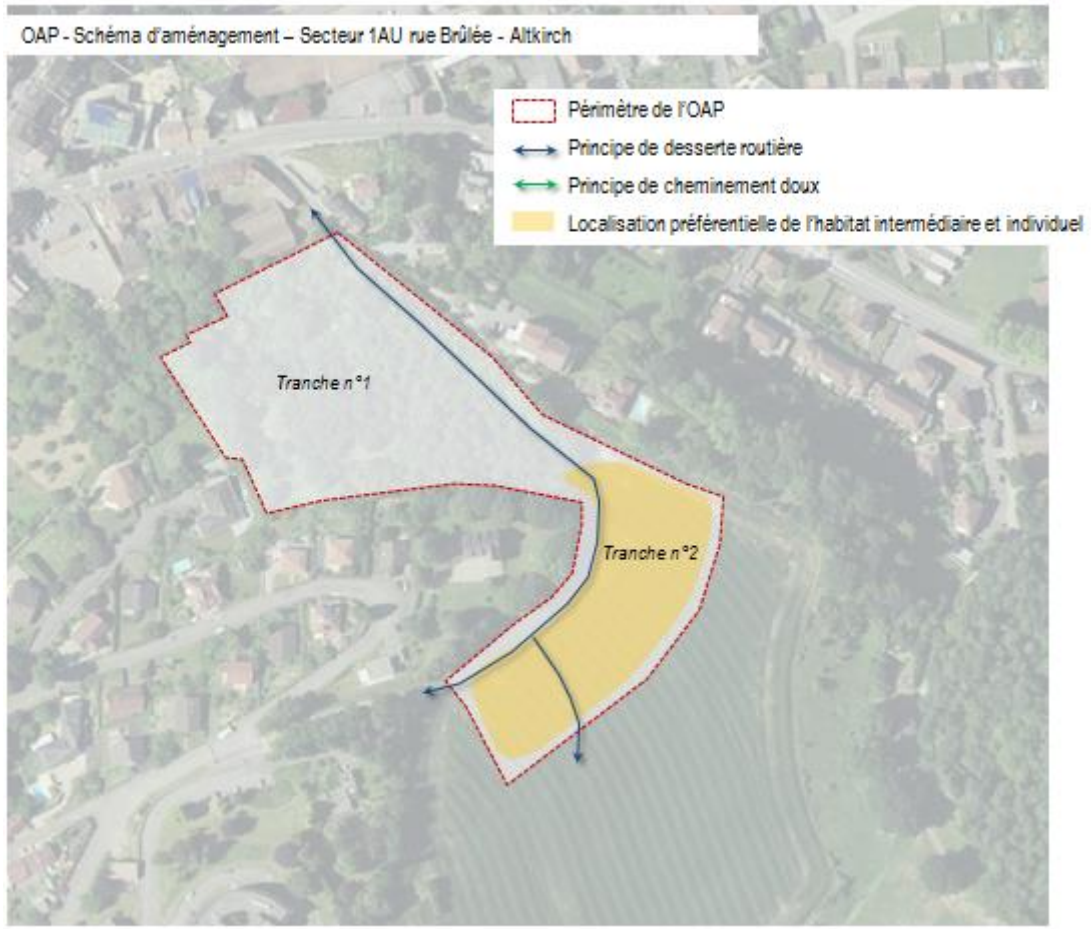 OAP - Schéma d'aménagement – Secteur 1AU rue Brûlée - Altkirch
Périmètre de l'OAP
Principe de desserte routière
Principe de cheminement doux
Localisation préférentielle de l'habitat intermédiaire et individuel
Tranche n°1
Tranche n°2